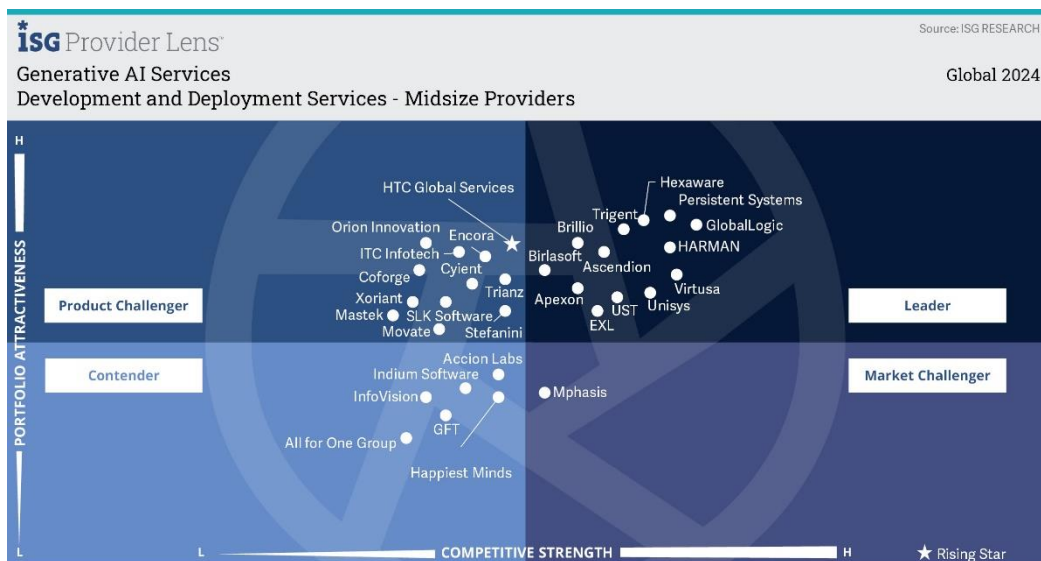 ISG Provider Lens™
Source: ISG RESEARCH
Generative AI Services
Global 2024
Development and Deployment Services - Midsize Providers
H
PORTFOLIO ATTRACTIVENESS
L
Product Challenger
Leader
Contender
Market Challenger
HTC Global Services
Hexaware
Persistent Systems
Trigent
GlobalLogic
Orion Innovation
Encora
Brillio
HARMAN
ITC Infotech
Birlasoft
Ascendion
Coforge
Cyient
Trianz
Virtusa
Xoriant
Apexon
Unisys
Mastek
SLK Software
UST
Movate
Stefanini
EXL
Accion Labs
Indium Software
InfoVision
Mphasis
GFT
All for One Group
Happiest Minds
L
COMPETITIVE STRENGTH
H
★ Rising Star